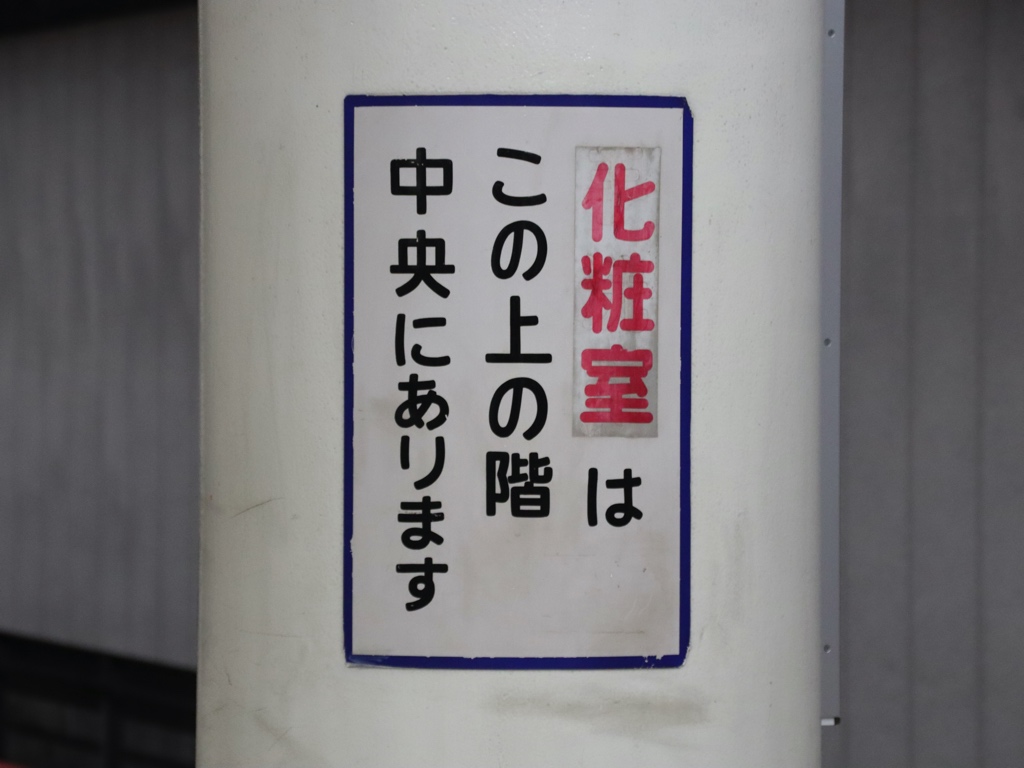 化粧室は
この上の階
中央にあります